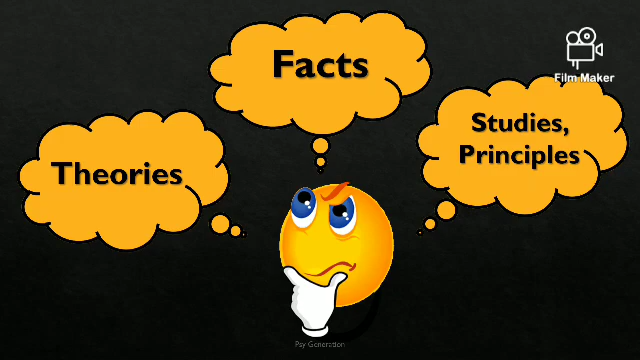 Facts
Film Maker
Studies,
Principles
Theories
Psy Generation